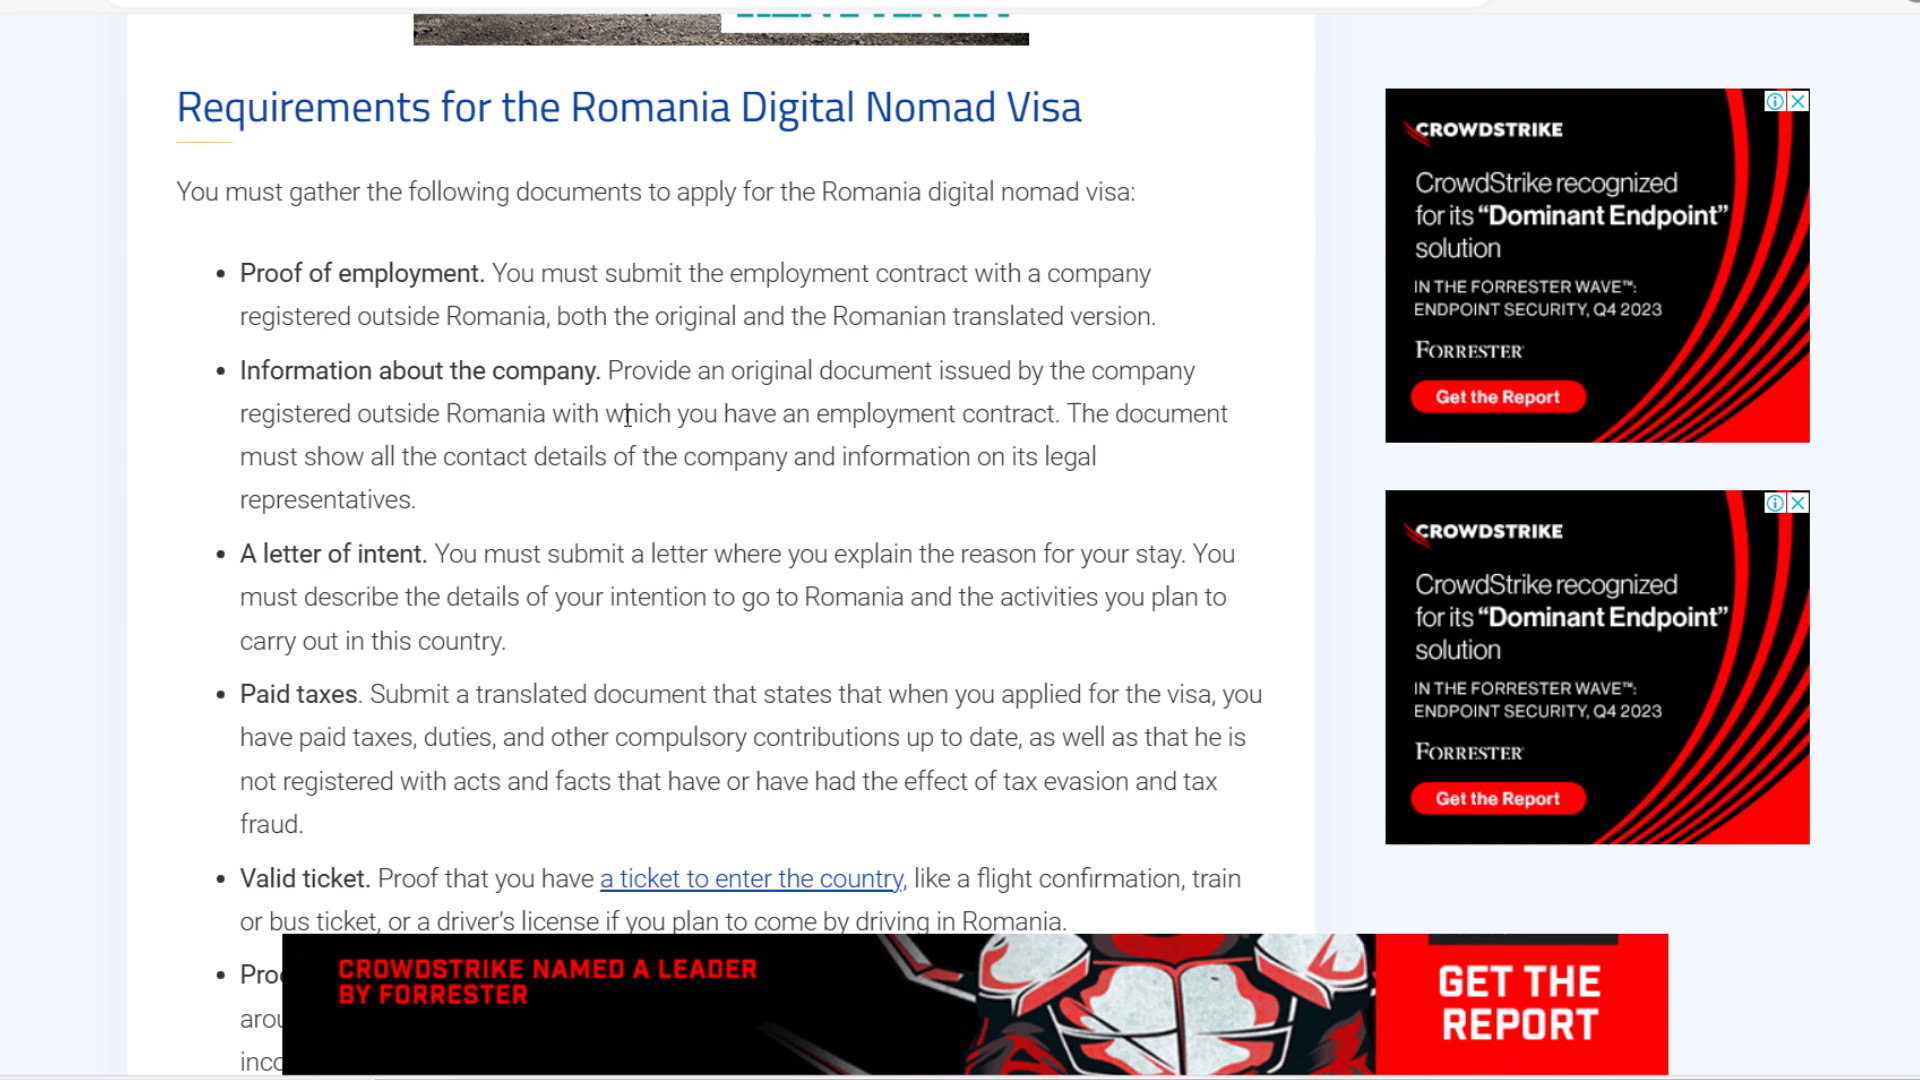 Requirements for the Romania Digital Nomad Visa
You must gather the following documents to apply for the Romania digital nomad visa:
Proof of employment. You must submit the employment contract with a company
registered outside Romania, both the original and the Romanian translated version.
Information about the company. Provide an original document issued by the company
registered outside Romania with which you have an employment contract. The document
must show all the contact details of the company and information on its legal
representatives.
A letter of intent. You must submit a letter where you explain the reason for your stay. You
must describe the details of your intention to go to Romania and the activities you plan to
carry out in this country.
Paid taxes. Submit a translated document that states that when you applied for the visa, you
have paid taxes, duties, and other compulsory contributions up to date, as well as that he is
not registered with acts and facts that have or have had the effect of tax evasion and tax
fraud.
Valid ticket. Proof that you have a ticket to enter the country, like a flight confirmation, train
or bus ticket, or a driver's license if you plan to come by driving in Romania.
CROWDSTRIKE
CrowdStrike recognized
for its “Dominant Endpoint”
solution
IN THE FORRESTER WAVE™:
ENDPOINT SECURITY, Q4 2023
FORRESTER
Get the Report
CROWDSTRIKE
CrowdStrike recognized
for its “Dominant Endpoint”
solution
IN THE FORRESTER WAVE™:
ENDPOINT SECURITY, Q4 2023
FORRESTER
Get the Report
CROWDSTRIKE NAMED A LEADER
BY FORRESTER
GET THE
REPORT